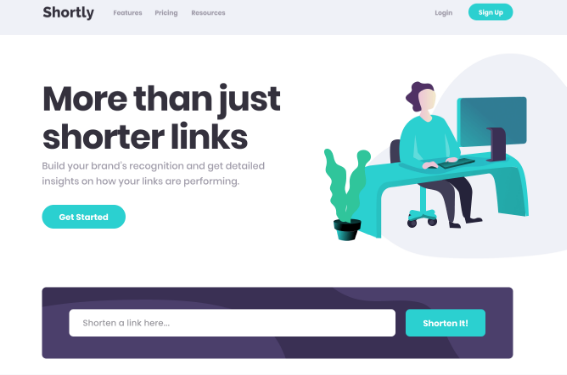 Shortly
Features Pricing Resources
Login Sign Up
More than just
shorter links
Build your brand's recognition and get detailed
insights on how your links are performing.
Get Started
Shorten a link here...
Shorten It!